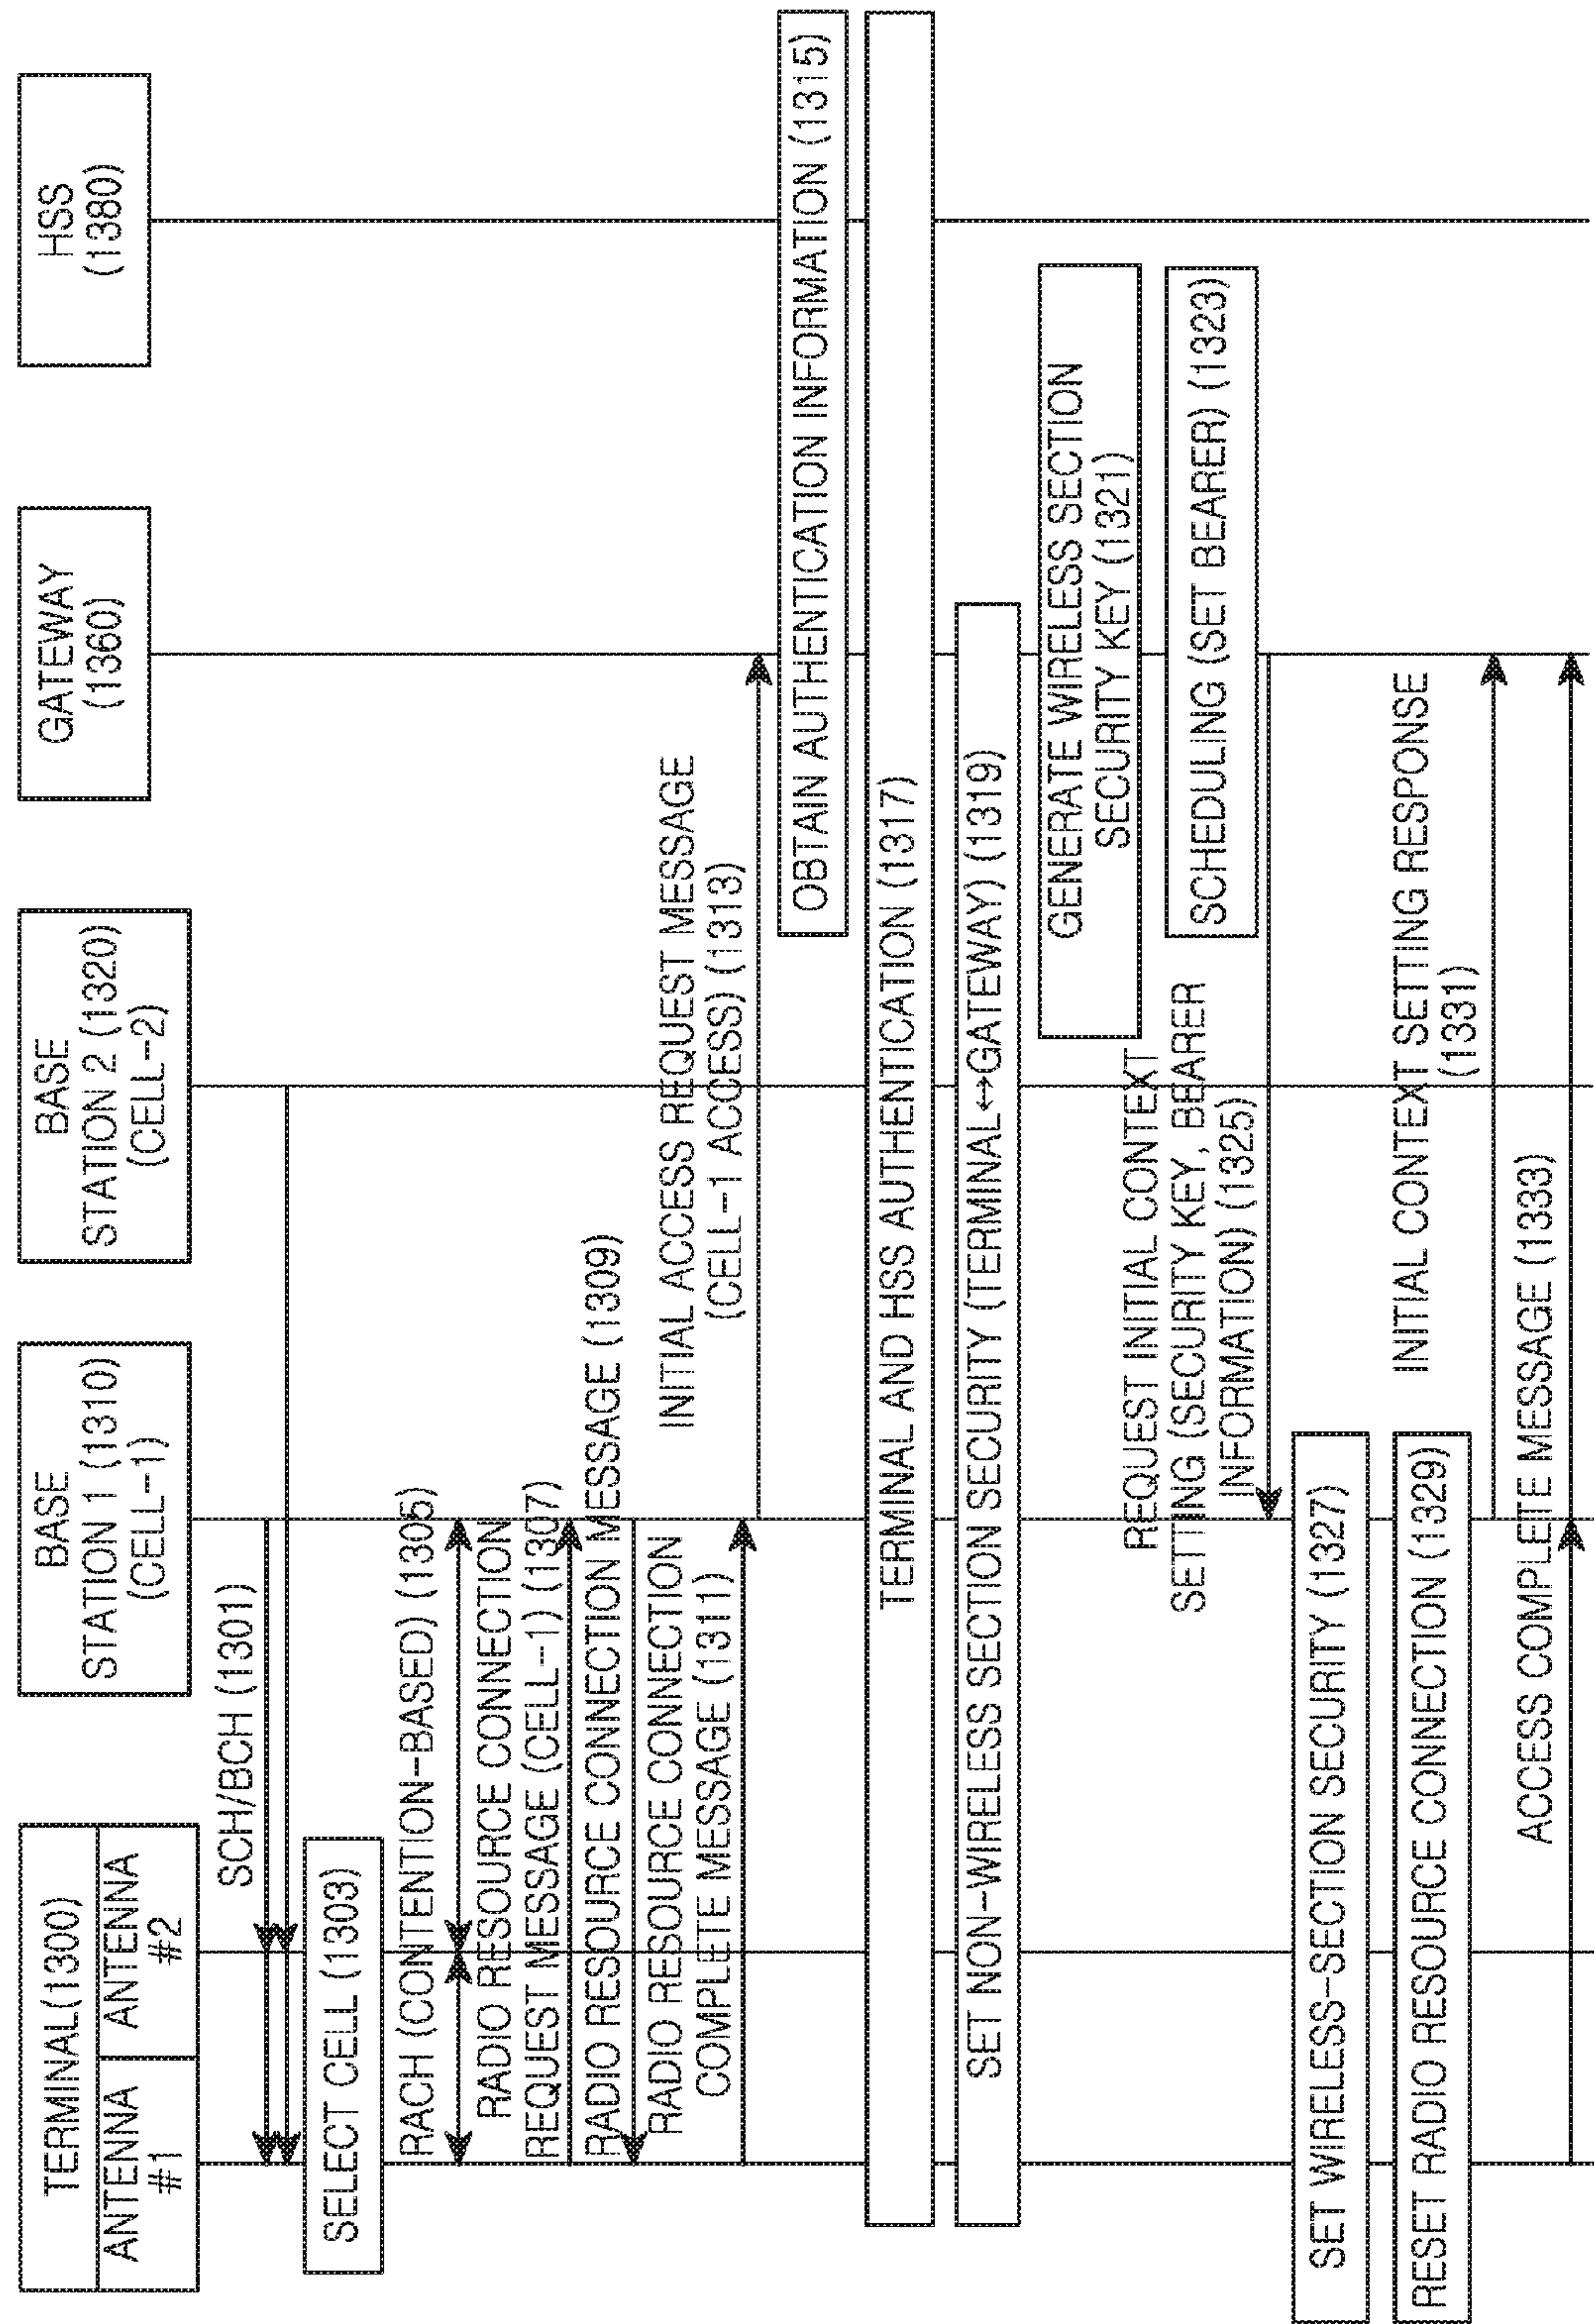 TERMINAL(1300)
ANTENNA
#1
ANTENNA
#2
BASE
STATION 1 (1310)
(CELL-1)
BASE
STATION 2 (1320)
(CELL-2)
GATEWAY
(1360)
HSS
(1380)
SCH/BCH (1301)
SELECT CELL (1303)
RACH (CONTENTION-BASED) (1305)
RADIO RESOURCE CONNECTION
REQUEST MESSAGE (CELL-1) (1307)
RADIO RESOURCE CONNECTION MESSAGE (1309)
RADIO RESOURCE CONNECTION
COMPLETE MESSAGE (1311)
INITIAL ACCESS REQUEST MESSAGE
(CELL-1 ACCESS) (1313)
OBTAIN AUTHENTICATION INFORMATION (1315)
TERMINAL AND HSS AUTHENTICATION (1317)
SET NON-WIRELESS SECTION SECURITY (TERMINAL↔GATEWAY) (1319)
GENERATE WIRELESS SECTION
SECURITY KEY (1321)
SCHEDULING (SET BEARER) (1323)
REQUEST INITIAL CONTEXT
SETTING (SECURITY KEY, BEARER
INFORMATION) (1325)
SET WIRELESS-SECTION SECURITY (1327)
RESET RADIO RESOURCE CONNECTION (1329)
INITIAL CONTEXT SETTING RESPONSE
(1331)
ACCESS COMPLETE MESSAGE (1333)